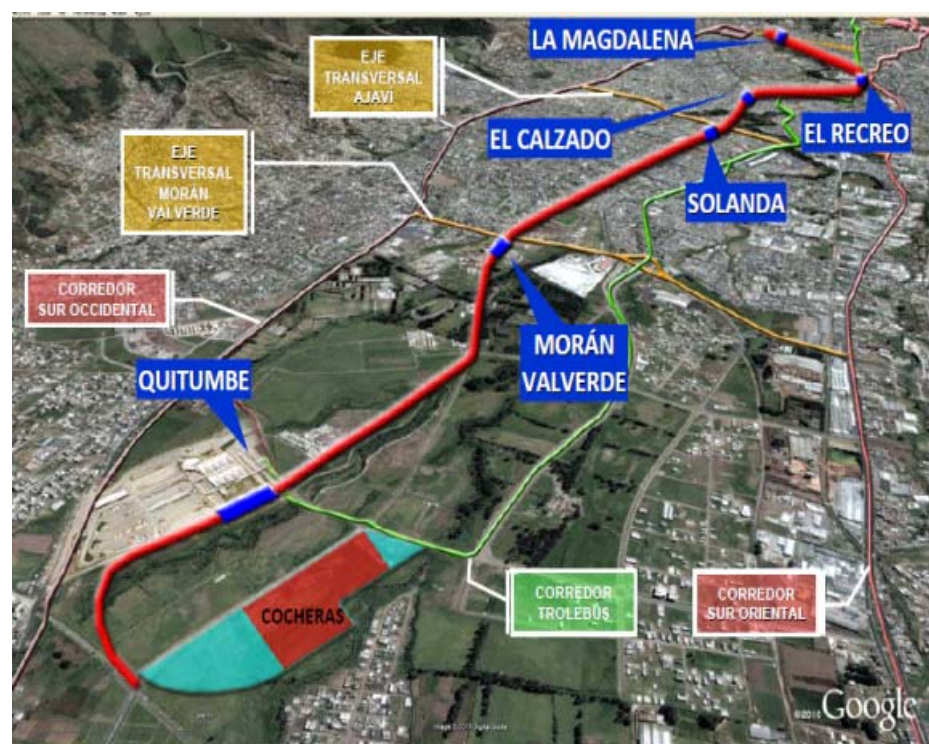 LA MAGDALENA
EJE
TRANSVERSAL
AJAVÍ
EL CALZADO
EL RECREO
EJE
TRANSVERSAL
MORÁN
VALVERDE
SOLANDA
CORREDOR
SUR OCCIDENTAL
MORÁN
VALVERDE
QUITUMBE
COCHERAS
CORREDOR
TROLEBÚS
CORREDOR
SUR ORIENTAL
Google